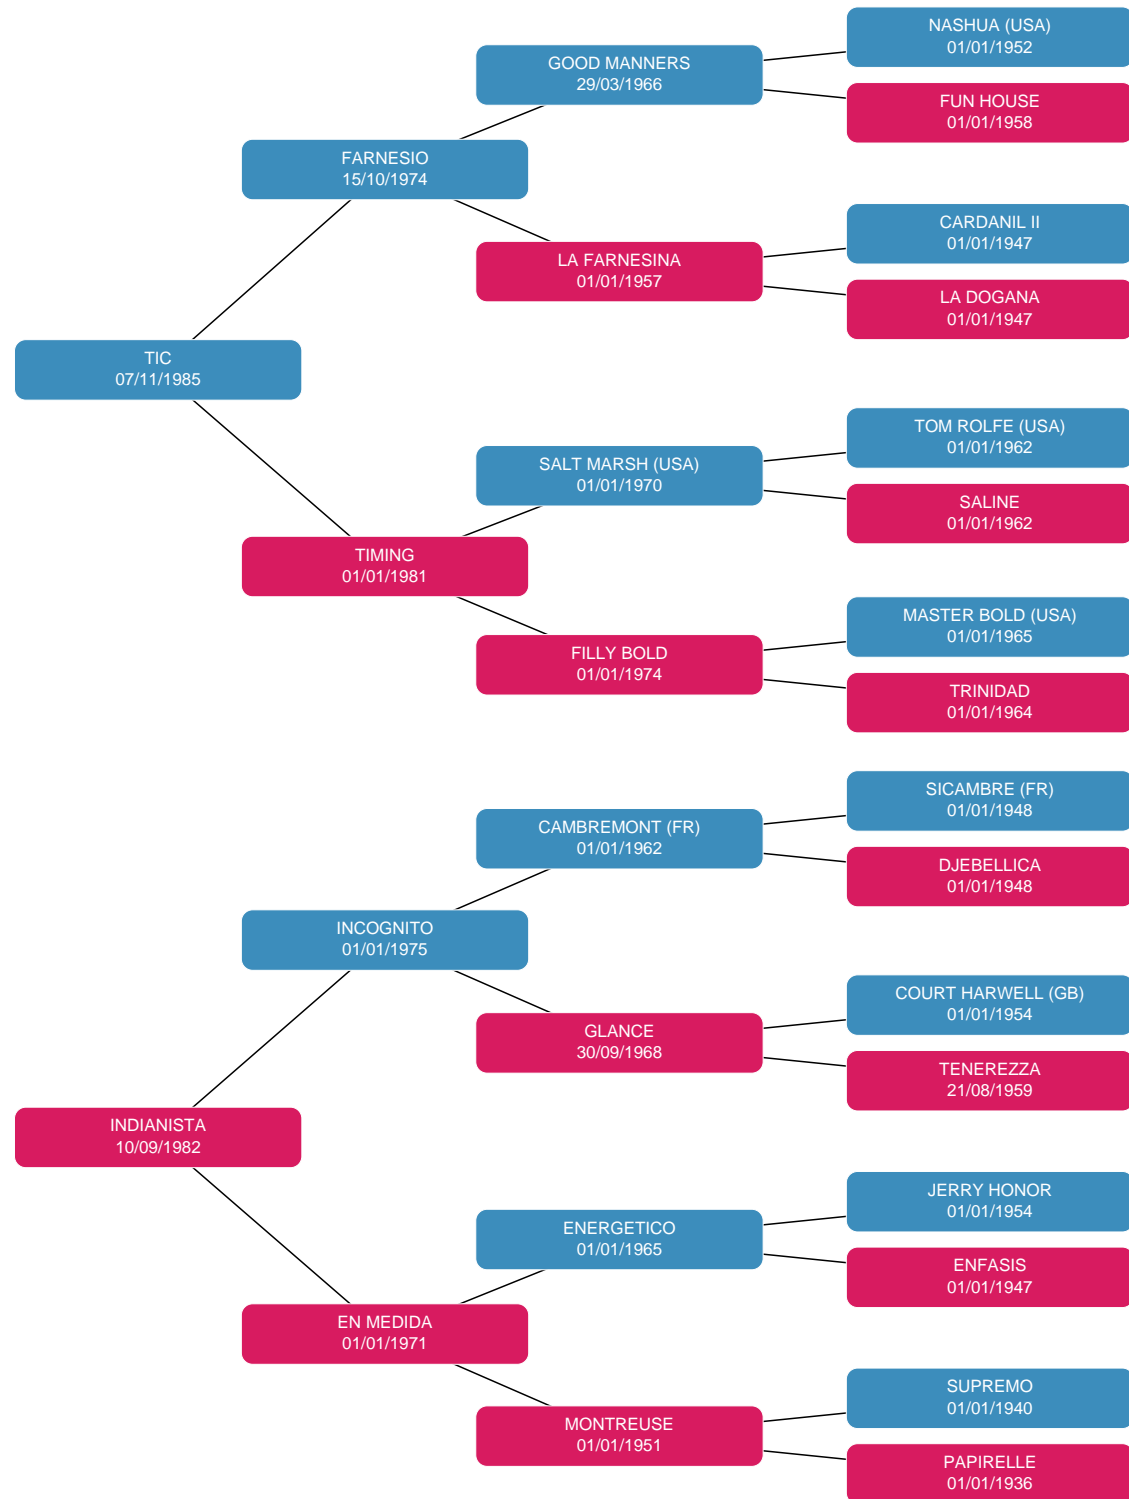 NASHUA (USA)
01/01/1952
GOOD MANNERS
29/03/1966
FUN HOUSE
01/01/1958
FARNESIO
15/10/1974
CARDANIL II
01/01/1947
LA FARNESINA
01/01/1957
LA DOGANA
01/01/1947
TIC
07/11/1985
TOM ROLFE (USA)
01/01/1962
SALT MARSH (USA)
01/01/1970
SALINE
01/01/1962
TIMING
01/01/1981
MASTER BOLD (USA)
01/01/1965
FILLY BOLD
01/01/1974
TRINIDAD
01/01/1964
SICAMBRE (FR)
01/01/1948
CAMBREMONT (FR)
01/01/1962
DJEBELLICA
01/01/1948
INCOGNITO
01/01/1975
COURT HARWELL (GB)
01/01/1954
GLANCE
30/09/1968
TENEREZZA
21/08/1959
INDIANISTA
10/09/1982
JERRY HONOR
01/01/1954
ENERGETICO
01/01/1965
ENFASIS
01/01/1947
EN MEDIDA
01/01/1971
SUPREMO
01/01/1940
MONTREUSE
01/01/1951
PAPIRELLE
01/01/1936